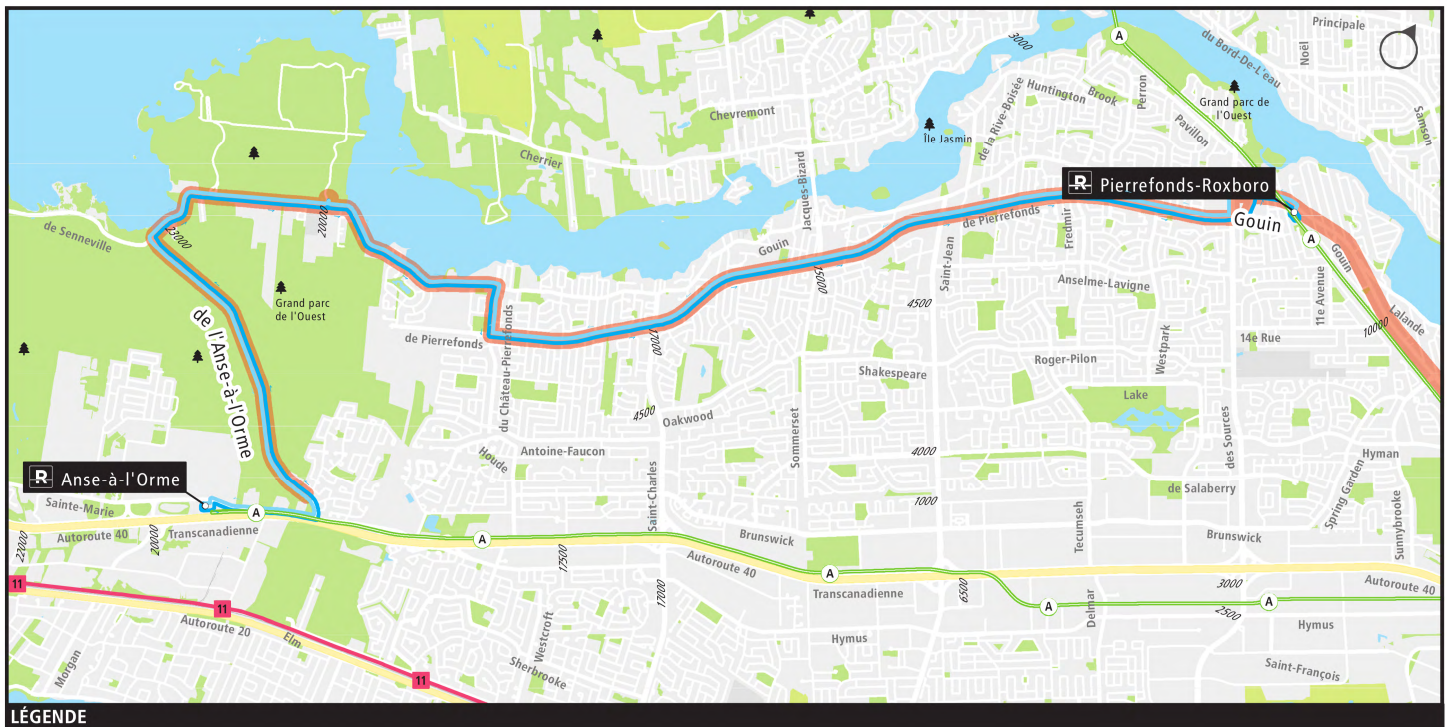 Principale
Noël
du Bord-De-L'eau
Samson
3000
A
Perron
Brook
Huntington
de la Rive-Boisée
Pavillon
Grand parc de
l'Ouest
Chevremont
Île Jasmin
Cherrier
Jacques-Bizard
R Pierrefonds-Roxboro
Gouin
A
Gouin
Lalande
10000
11e Avenue
14e Rue
de Pierrefonds
Fredmir
Saint-Jean
Gouin
15000
4500
Anselme-Lavigne
Westpark
Roger-Pilon
Lake
Shakespeare
20000
23000
de Senneville
Grand parc
de l'Ouest
de l'Anse-à-l'Orme
de Pierrefonds
du Château-Pierrefonds
17000
4500
Oakwood
Sommerset
4000
1000
des Sources
de Salaberry
Hyman
Spring Garden
Sunnybrooke
Antoine-Faucon
Houde
Saint-Charles
R Anse-à-l'Orme
Sainte-Marie
A
Autoroute 40
Transcanadienne
22000
20000
A
17500
Brunswick
Autoroute 40
A
Transcanadienne
Tecumseh
Brunswick
6500
3000
Autoroute 40
A
A
2500
Delmar
Hymus
Hymus
Saint-François
17000
Westcroft
Sherbrooke
11
11
11
Autoroute 20
Elm
Morgan
LÉGENDE